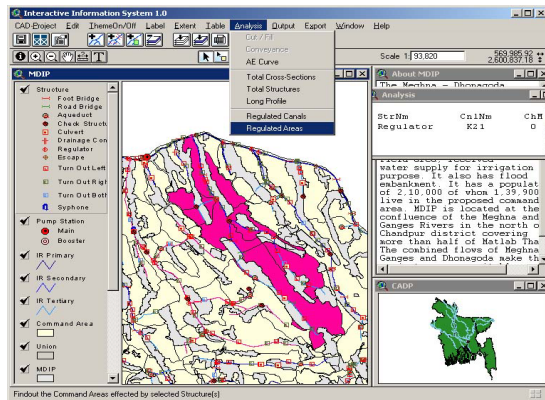 Interactive Information System 1.0
CAD-Project Edit IhemeOn/Off Label Extent Table Analysis Output Export Window Help
Scale 1: 93,820
569,985.92
2,600,837.18
Cut / Fill
Conveyance
AE Curve
Total Cross-Sections
Total Structures
Long Profile
Regulated Canals
Regulated Areas
MDIP
Structure
Foot Bridge
Road Bridge
Aqueduct
Check Struct
Culvert
Drainage Con
Regulator
Escape
Turn Out Left
Turn Out Righ
Turn Out Both
Syphone
Pump Station
Main
Booster
IR Primary
IR Secondary
IR Tertiary
Command Area
Union
MDIP
About MDIP
The Meghna - Dhonagoda
Analysis
StrNm CnlNm ChM
Regulator K21 0
water supply for irrigation
purpose. It also has flood
embankment. It has a populat
of 2,10,000 of whom 1,39,900
live in the proposed command
area. MDIP is located at the
confluence of the Meghna and
Ganges Rivers in the north o
Chandpur district covering
more than half of Matlab Tha
The combined flows of Meghna
Ganges and Dhonagoda make th
CADP
Findout the Command Areas effected by selected Structure(s)